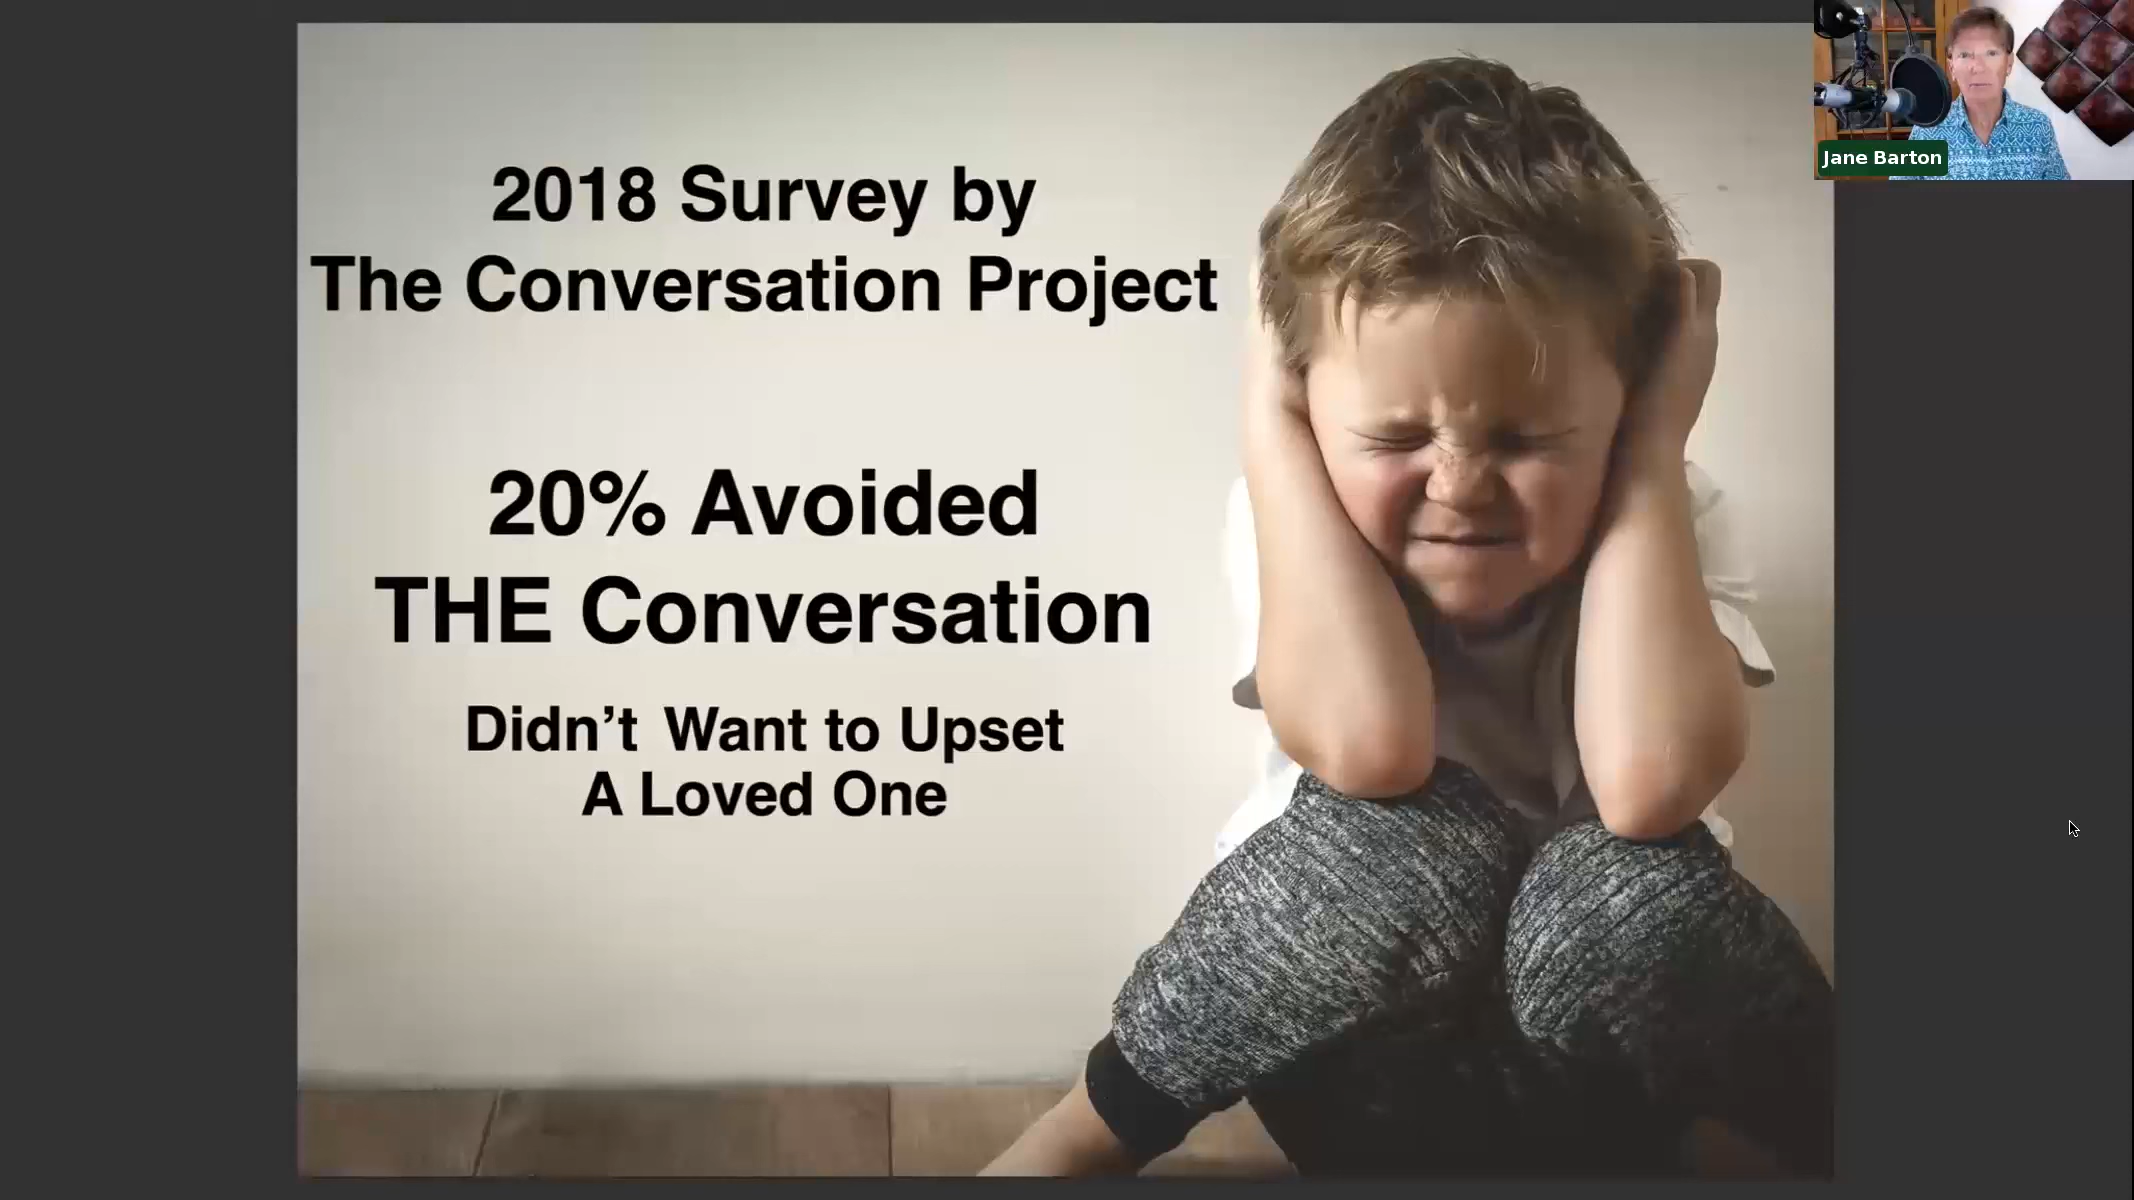 2018 Survey by
The Conversation Project
20% Avoided
THE Conversation
Didn’t Want to Upset
A Loved One
Jane Barton